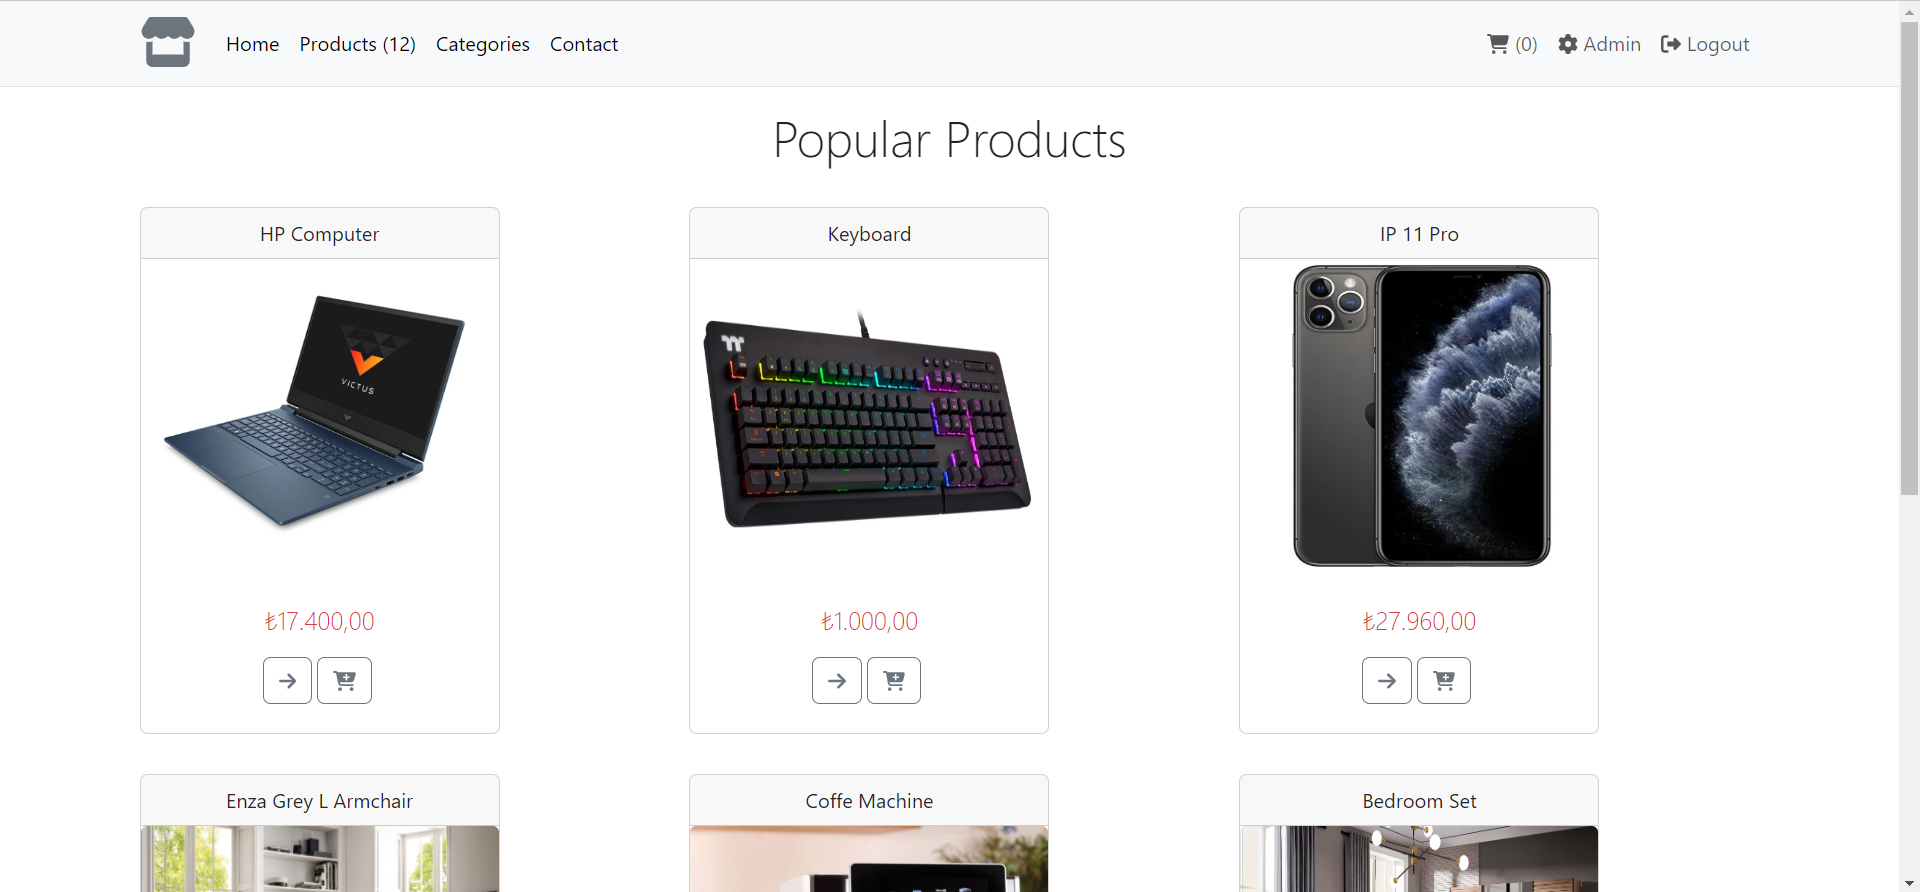 Home Products (12) Categories Contact (0) Admin Logout
Popular Products
HP Computer
VICTUS
₺17.400,00
Keyboard
₺1.000,00
IP 11 Pro
₺27.960,00
Enza Grey L Armchair
Coffe Machine
Bedroom Set